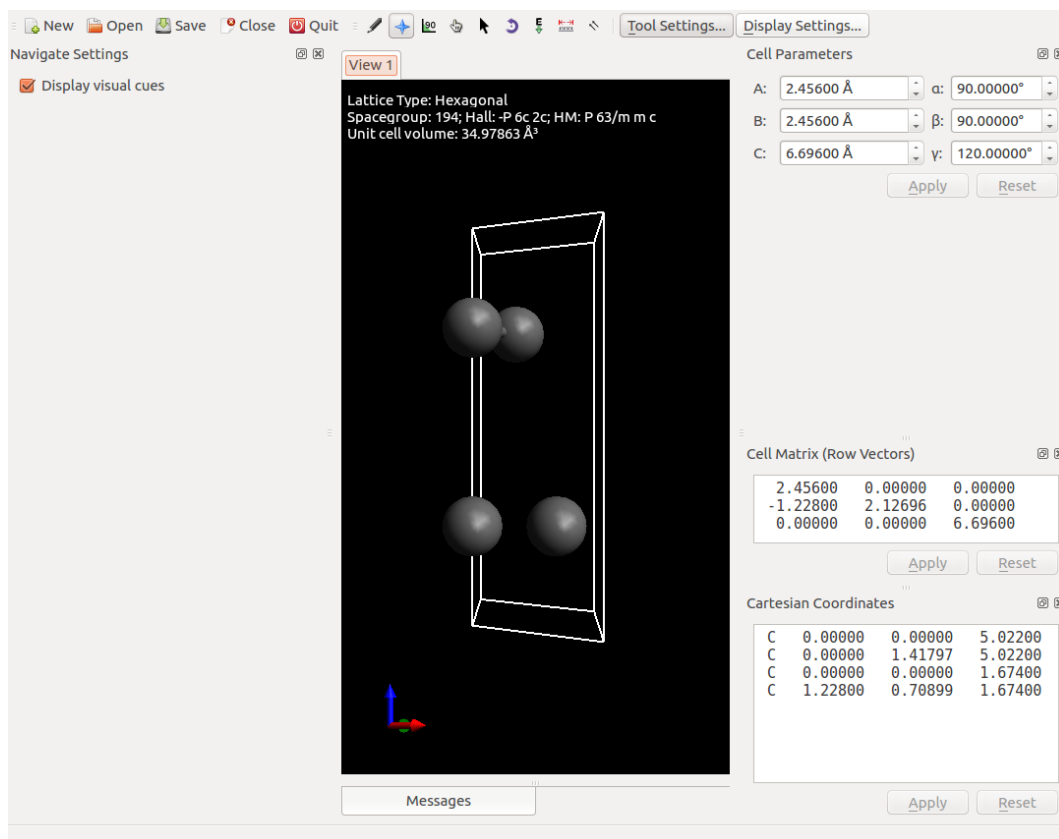 New Open Save Close Quit Tool Settings... Display Settings...
Navigate Settings
Display visual cues
View 1
Lattice Type: Hexagonal
Spacegroup: 194; Hall: -P 6c 2c; HM: P 63/m m c
Unit cell volume: 34.97863 Å³
Messages
Cell Parameters
A: 2.45600 Å α: 90.00000°
B: 2.45600 Å β: 90.00000°
C: 6.69600 Å γ: 120.00000°
Apply Reset
Cell Matrix (Row Vectors)
2.45600 0.00000 0.00000
-1.22800 2.12696 0.00000
0.00000 0.00000 6.69600
Apply Reset
Cartesian Coordinates
C 0.00000 0.00000 5.02200
C 0.00000 1.41797 5.02200
C 0.00000 0.00000 1.67400
C 1.22800 0.70899 1.67400
Apply Reset